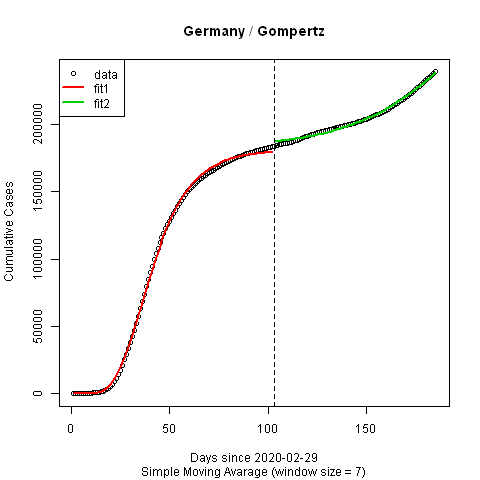 Germany / Gompertz
data
fit1
fit2
Cumulative Cases
200000
150000
100000
50000
0
0 50 100 150
Days since 2020-02-29
Simple Moving Avarage (window size = 7)